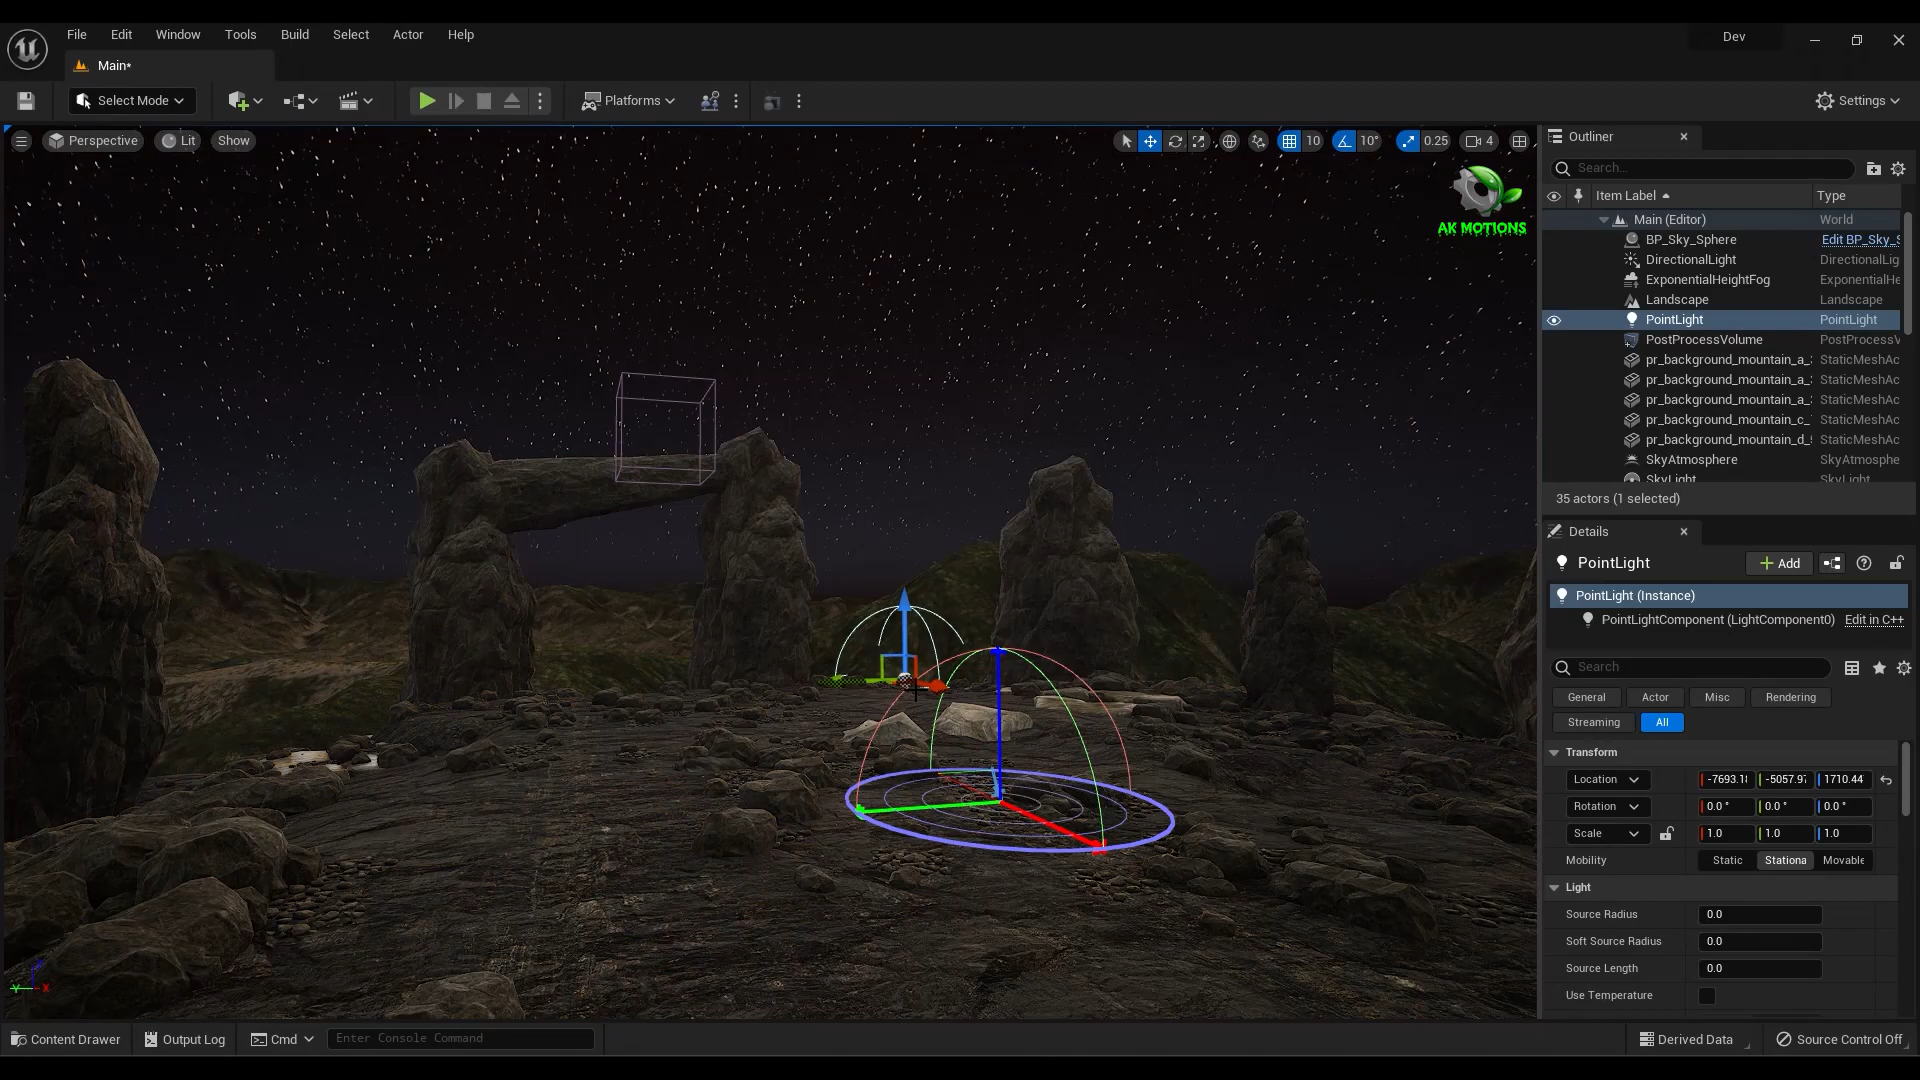 File Edit Window Tools Build Select Actor Help
Dev
Main*
Select Mode
Platforms
Settings
Perspective Lit Show
10 10° 0.25 4
AK MOTIONS
Outliner
Search...
Item Label Type
Main (Editor) World
BP_Sky_Sphere Edit BP_Sky_S
DirectionalLight DirectionalLig
ExponentialHeightFog ExponentialHe
Landscape Landscape
PointLight PointLight
PostProcessVolume PostProcessV
pr_background_mountain_a_ StaticMeshAc
pr_background_mountain_a_ StaticMeshAc
pr_background_mountain_a_ StaticMeshAc
pr_background_mountain_c_ StaticMeshAc
pr_background_mountain_d_ StaticMeshAc
SkyAtmosphere SkyAtmosphe
SkyLight SkyLight
35 actors (1 selected)
Details
PointLight Add
PointLight (Instance)
PointLightComponent (LightComponent0) Edit in C++
Search
General Actor Misc Rendering
Streaming All
Transform
Location -7693.18 -5057.97 1710.44
Rotation 0.0° 0.0° 0.0°
Scale 1.0 1.0 1.0
Mobility Static Stationa Movable
Light
Source Radius 0.0
Soft Source Radius 0.0
Source Length 0.0
Use Temperature
Y X
Content Drawer Output Log Cmd Enter Console Command
Derived Data Source Control Off